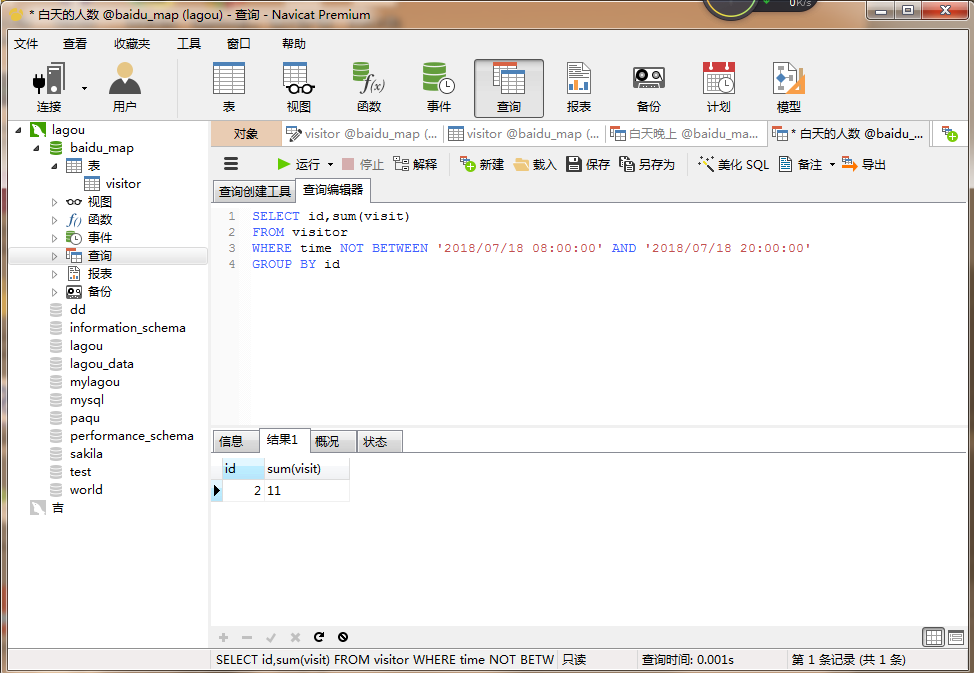 * 白天的人数 @baidu_map (lagou) - 查询 - Navicat Premium
0K/s
文件 查看 收藏夹 工具 窗口 帮助
连接 用户 表 视图 函数 事件 查询 报表 备份 计划 模型
lagou
baidu_map
表
visitor
视图
函数
事件
查询
报表
备份
dd
information_schema
lagou
lagou_data
mylagou
mysql
paqu
performance_schema
sakila
test
world
吉
对象 visitor @baidu_map (... visitor @baidu_map (... 白天晚上 @baidu_ma... * 白天的人数 @baidu_...
运行 停止 解释 新建 载入 保存 另存为 美化 SQL 备注 导出
查询创建工具 查询编辑器
1 SELECT id,sum(visit)
2 FROM visitor
3 WHERE time NOT BETWEEN '2018/07/18 08:00:00' AND '2018/07/18 20:00:00'
4 GROUP BY id
信息 结果1 概况 状态
id sum(visit)
2 11
SELECT id,sum(visit) FROM visitor WHERE time NOT BETW 只读 查询时间: 0.001s 第 1 条记录 (共 1 条)